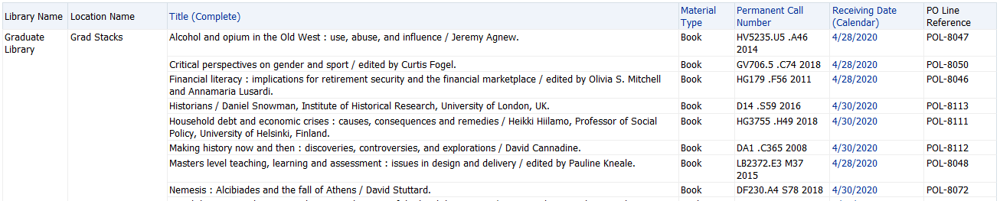 Library Name Location Name Title (Complete) Material Type Permanent Call Number Receiving Date (Calendar) PO Line Reference
Graduate Library Grad Stacks Alcohol and opium in the Old West : use, abuse, and influence / Jeremy Agnew. Book HV5235.U5 .A46 2014 4/28/2020 POL-8047
Critical perspectives on gender and sport / edited by Curtis Fogel. Book GV706.5 .C74 2018 4/28/2020 POL-8050
Financial literacy : implications for retirement security and the financial marketplace / edited by Olivia S. Mitchell and Annamaria Lusardi. Book HG179 .F56 2011 4/28/2020 POL-8046
Historians / Daniel Snowman, Institute of Historical Research, University of London, UK. Book D14 .S59 2016 4/30/2020 POL-8113
Household debt and economic crises : causes, consequences and remedies / Heikki Hiilamo, Professor of Social Policy, University of Helsinki, Finland. Book HG3755 .H49 2018 4/30/2020 POL-8111
Making history now and then : discoveries, controversies, and explorations / David Cannadine. Book DA1 .C365 2008 4/30/2020 POL-8112
Masters level teaching, learning and assessment : issues in design and delivery / edited by Pauline Kneale. Book LB2372.E3 M37 2015 4/28/2020 POL-8048
Nemesis : Alcibiades and the fall of Athens / David Stuttard. Book DF230.A4 S78 2018 4/30/2020 POL-8072